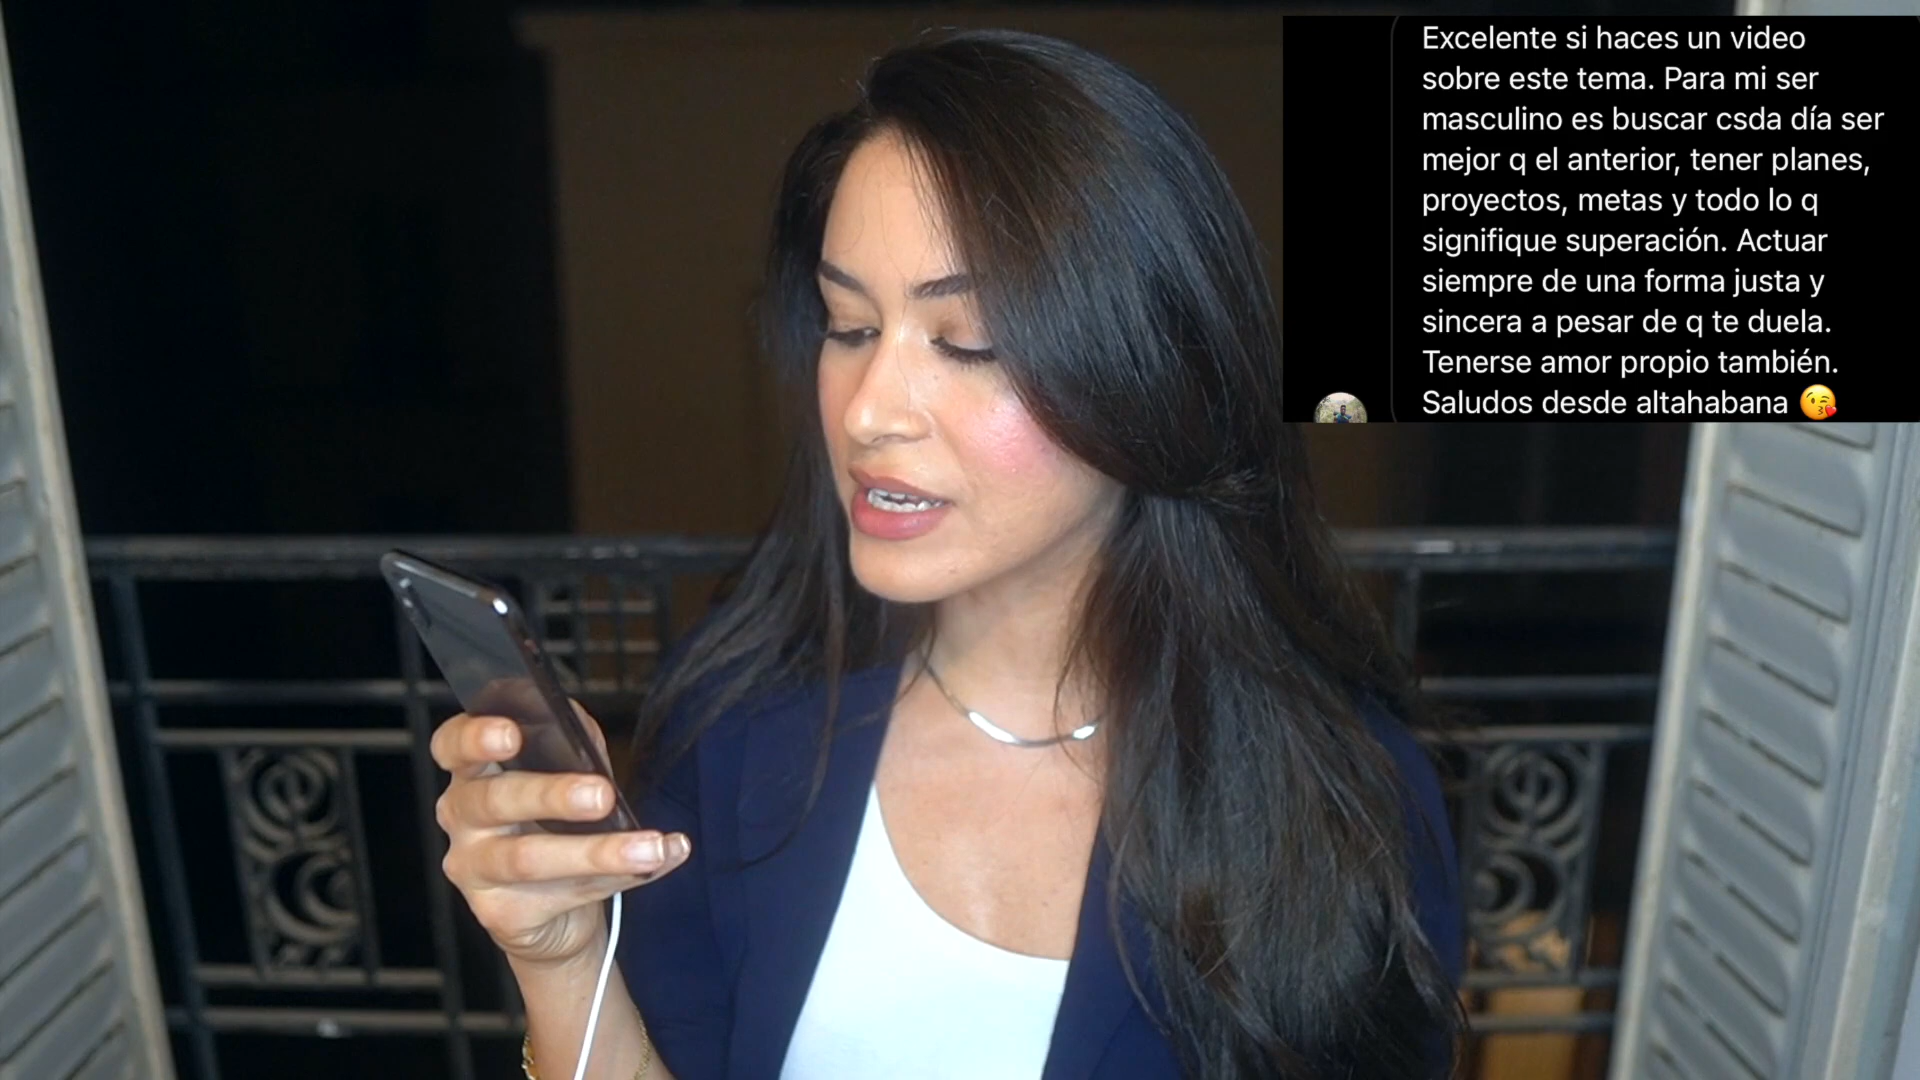 Excelente si haces un video
sobre este tema. Para mi ser
masculino es buscar csda día ser
mejor q el anterior, tener planes,
proyectos, metas y todo lo q
signifique superación. Actuar
siempre de una forma justa y
sincera a pesar de q te duela.
Tenerse amor propio también.
Saludos desde altahabana 😘